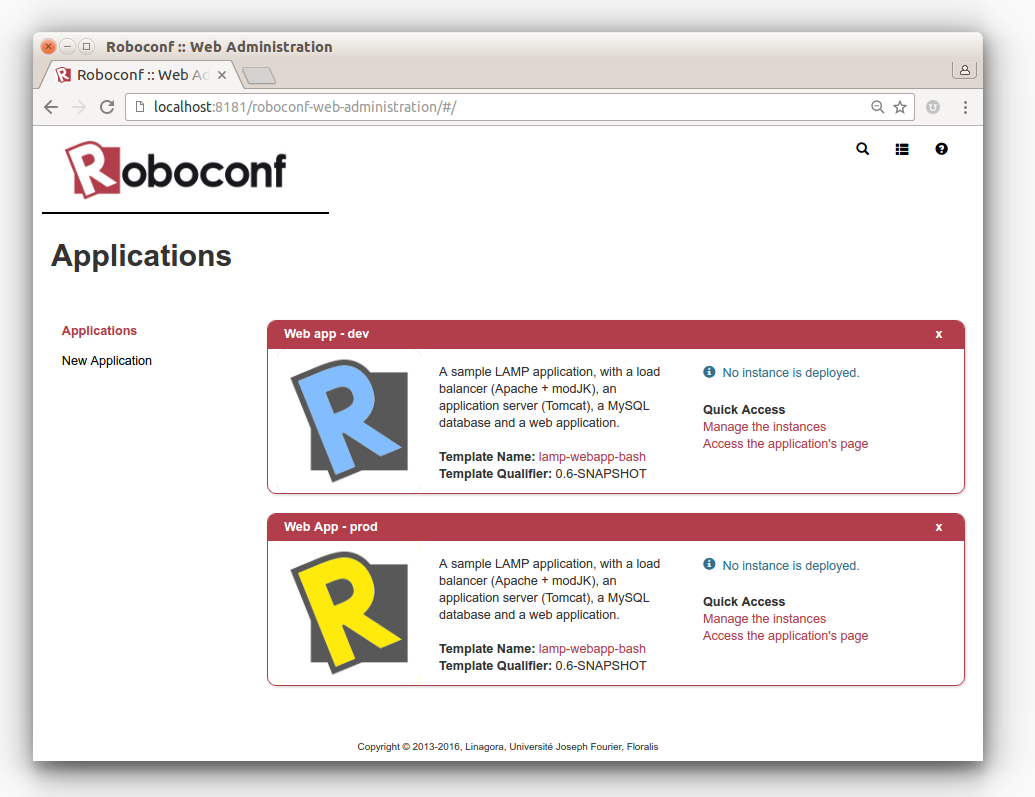 Roboconf :: Web Administration
Roboconf :: Web Ad
localhost:8181/roboconf-web-administration/#/
Roboconf
Applications
Applications
New Application
Web app - dev x
R
A sample LAMP application, with a load
balancer (Apache + modJK), an
application server (Tomcat), a MySQL
database and a web application.
Template Name: lamp-webapp-bash
Template Qualifier: 0.6-SNAPSHOT
No instance is deployed.
Quick Access
Manage the instances
Access the application's page
Web App - prod x
R
A sample LAMP application, with a load
balancer (Apache + modJK), an
application server (Tomcat), a MySQL
database and a web application.
Template Name: lamp-webapp-bash
Template Qualifier: 0.6-SNAPSHOT
No instance is deployed.
Quick Access
Manage the instances
Access the application's page
Copyright © 2013-2016, Linagora, Université Joseph Fourier, Floralis